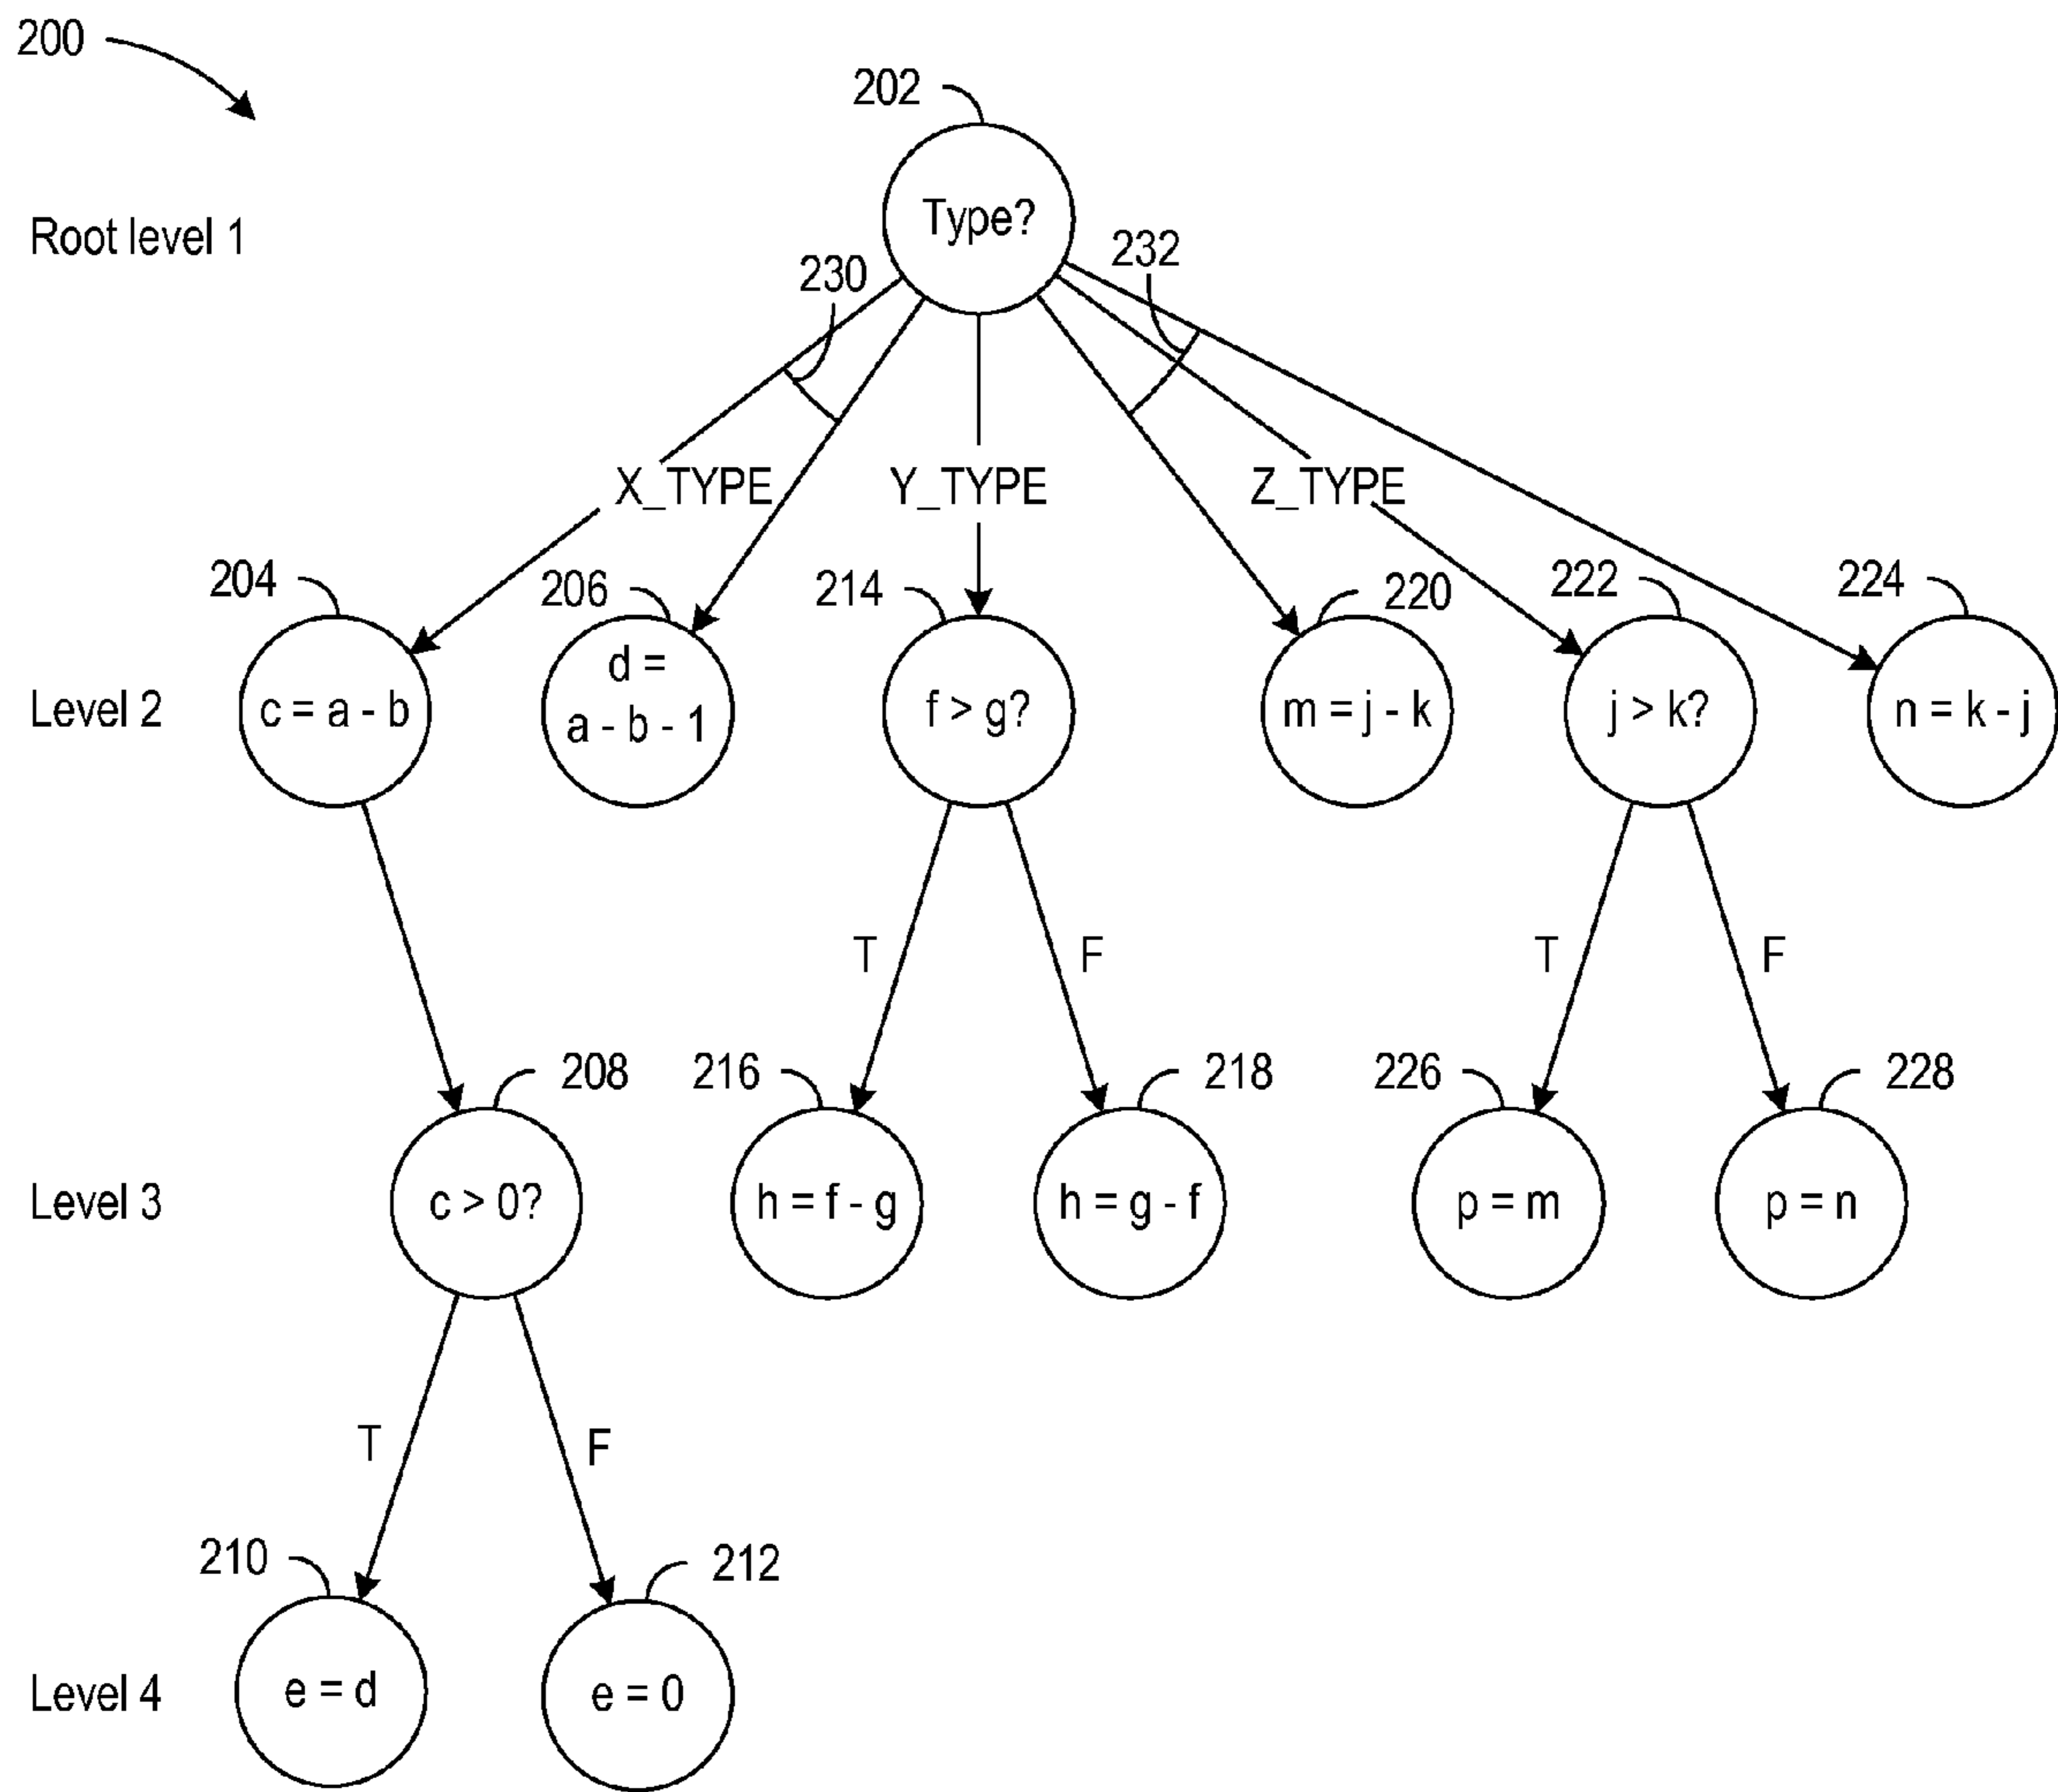 200
202
Type?
Root level 1
230
232
X_TYPE
Y_TYPE
Z_TYPE
204
206
214
220
222
224
Level 2
c = a - b
d =
a - b - 1
f > g?
m = j - k
j > k?
n = k - j
T
F
T
F
208
216
218
226
228
Level 3
c > 0?
h = f - g
h = g - f
p = m
p = n
T
F
210
212
Level 4
e = d
e = 0